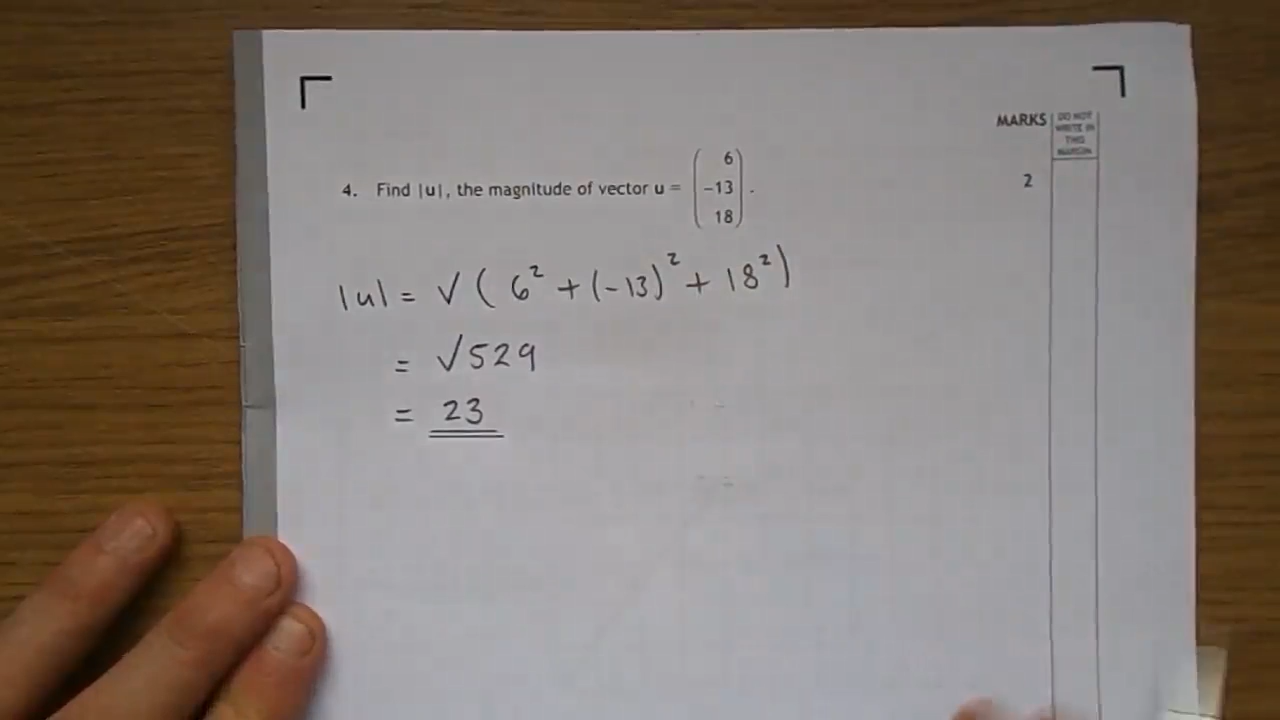 MARKS
DO NOT
WRITE IN
THIS
MARGIN
4. Find |u|, the magnitude of vector u = ( 6 -13 18 ).
2
|u| = √( 6² + (-13)² + 18² )
= √529
= 23